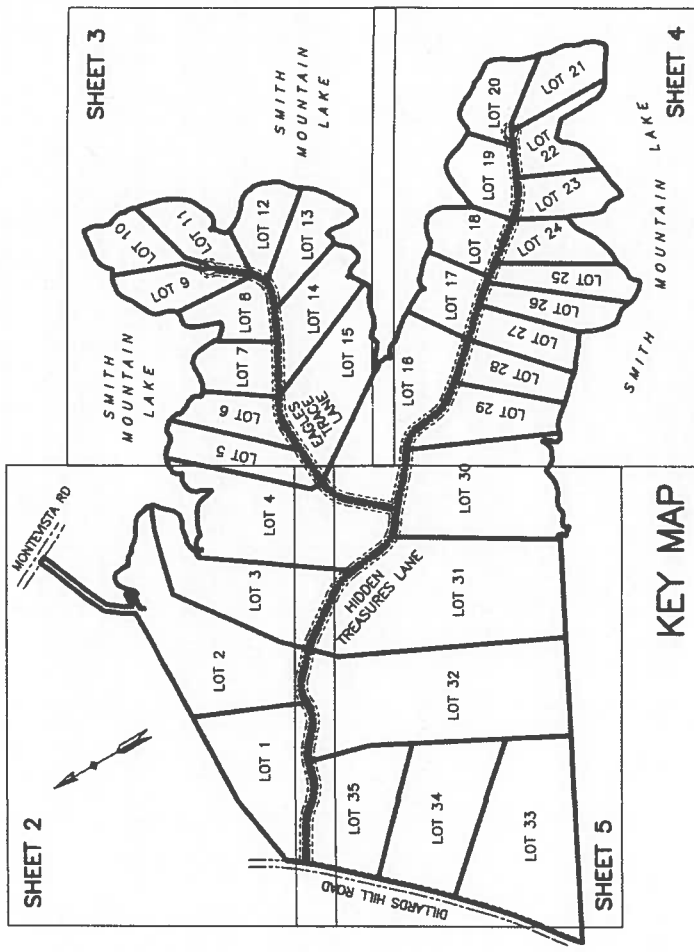 SHEET 2
MONTEVISTA RD
LOT 1
LOT 2
LOT 3
LOT 4
DILLARDS HILL ROAD
HIDDEN
TREASURES LANE
SHEET 3
SMITH
MOUNTAIN
LAKE
LOT 5
LOT 6
LOT 7
LOT 8
LOT 9
LOT 10
LOT 11
LOT 12
LOT 13
LOT 14
LOT 15
EAGLES
TRACE
LANE
SMITH
MOUNTAIN
LAKE
SHEET 5
LOT 35
LOT 34
LOT 33
LOT 32
LOT 31
LOT 30
SHEET 4
LOT 16
LOT 17
LOT 18
LOT 19
LOT 20
LOT 21
LOT
22
LOT 23
LOT 24
LOT 25
LOT 26
LOT 27
LOT 28
LOT 29
SMITH MOUNTAIN LAKE
KEY MAP